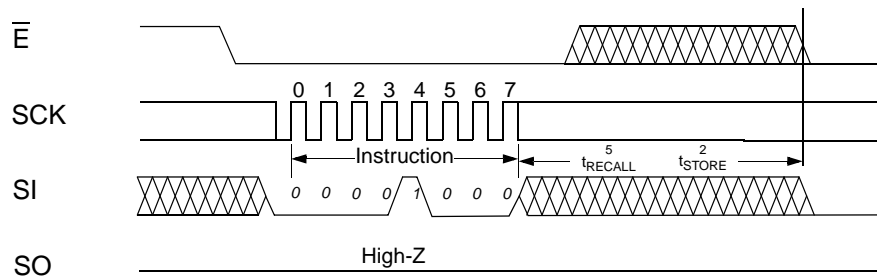 E
SCK
0 1 2 3 4 5 6 7
Instruction
5 2
tRECALL tSTORE
SI
0 0 0 0 1 0 0 0
High-Z
SO